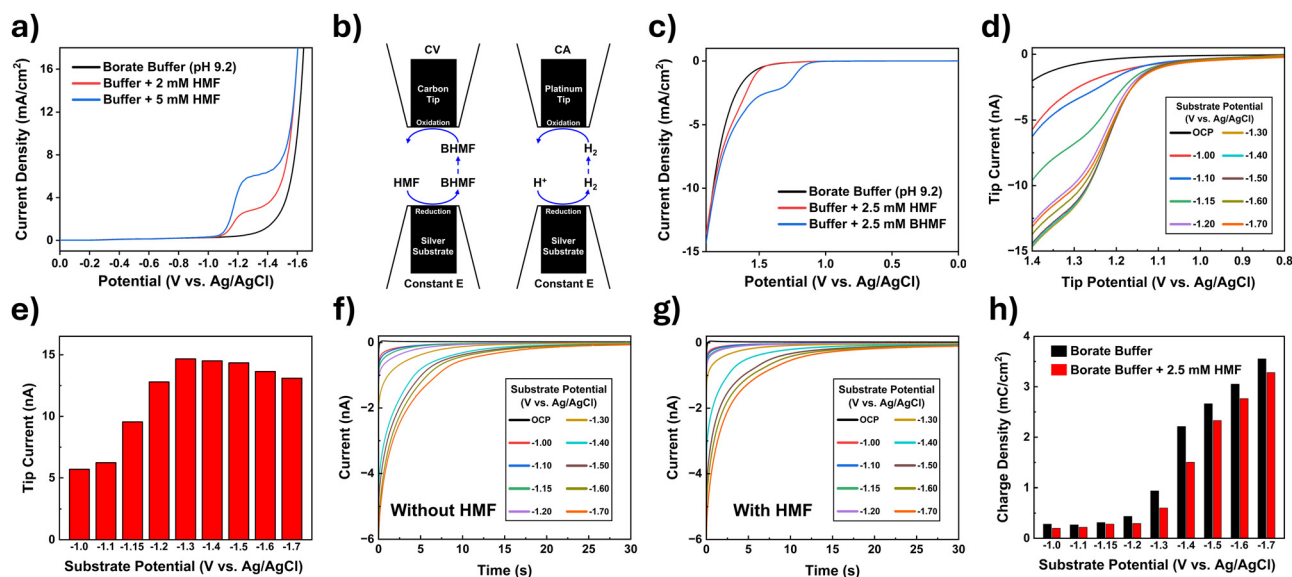 a)
Current Density (mA/cm²)
16
12
8
4
0
Borate Buffer (pH 9.2)
Buffer + 2 mM HMF
Buffer + 5 mM HMF
0.0 -0.2 -0.4 -0.6 -0.8 -1.0 -1.2 -1.4 -1.6
Potential (V vs. Ag/AgCl)
b)
CV CA
Carbon Tip
Platinum Tip
Oxidation Oxidation
BHMF H₂
HMF BHMF H⁺ H₂
Reduction Reduction
Silver Substrate
Silver Substrate
Constant E Constant E
c)
Current Density (mA/cm²)
0
-5
-10
-15
Borate Buffer (pH 9.2)
Buffer + 2.5 mM HMF
Buffer + 2.5 mM BHMF
1.5 1.0 0.5 0.0
Potential (V vs. Ag/AgCl)
d)
Tip Current (nA)
0
-5
-10
-15
Substrate Potential
(V vs. Ag/AgCl)
OCP -1.30
-1.00 -1.40
-1.10 -1.50
-1.15 -1.60
-1.20 -1.70
1.4 1.3 1.2 1.1 1.0 0.9 0.8
Tip Potential (V vs. Ag/AgCl)
e)
Tip Current (nA)
15
10
5
0
-1.0 -1.1 -1.15 -1.2 -1.3 -1.4 -1.5 -1.6 -1.7
Substrate Potential (V vs. Ag/AgCl)
f)
Current (nA)
0
−2
−4
−6
Substrate Potential
(V vs. Ag/AgCl)
OCP -1.30
-1.00 -1.40
-1.10 -1.50
-1.15 -1.60
-1.20 -1.70
Without HMF
0 5 10 15 20 25 30
Time (s)
g)
Current (nA)
0
−2
−4
−6
Substrate Potential
(V vs. Ag/AgCl)
OCP -1.30
-1.00 -1.40
-1.10 -1.50
-1.15 -1.60
-1.20 -1.70
With HMF
0 5 10 15 20 25 30
Time (s)
h)
Charge Density (mC/cm²)
4
3
2
1
0
Borate Buffer
Borate Buffer + 2.5 mM HMF
-1.0 -1.1 -1.15 -1.2 -1.3 -1.4 -1.5 -1.6 -1.7
Substrate Potential (V vs. Ag/AgCl)